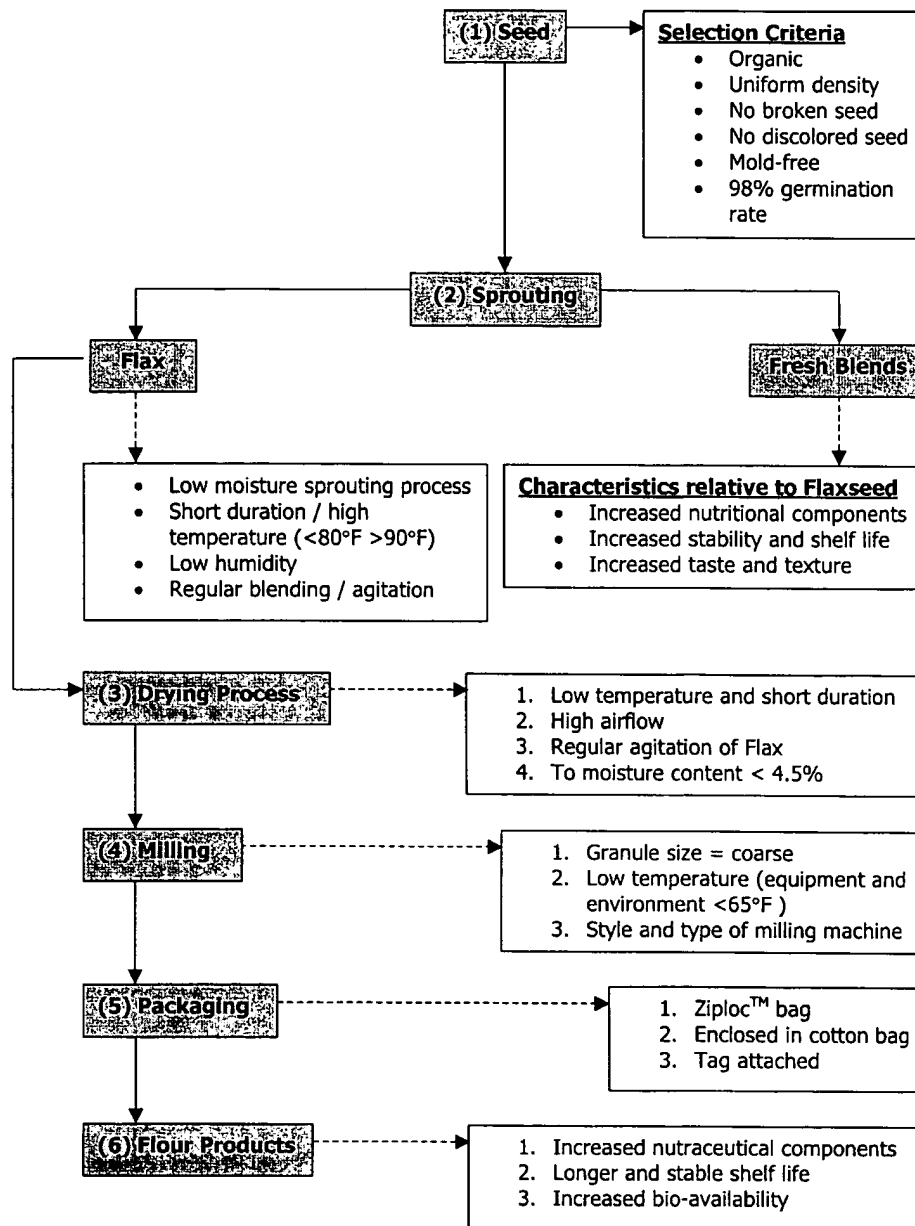 (1) Seed
Selection Criteria
• Organic
• Uniform density
• No broken seed
• No discolored seed
• Mold-free
• 98% germination
rate
(2) Sprouting
Flax
Fresh Blends
• Low moisture sprouting process
• Short duration / high
temperature (<80°F >90°F)
• Low humidity
• Regular blending / agitation
Characteristics relative to Flaxseed
• Increased nutritional components
• Increased stability and shelf life
• Increased taste and texture
(3) Drying Process
1. Low temperature and short duration
2. High airflow
3. Regular agitation of Flax
4. To moisture content < 4.5%
(4) Milling
1. Granule size = coarse
2. Low temperature (equipment and
environment <65°F )
3. Style and type of milling machine
(5) Packaging
1. Ziploc™ bag
2. Enclosed in cotton bag
3. Tag attached
(6) Flour Products
1. Increased nutraceutical components
2. Longer and stable shelf life
3. Increased bio-availability